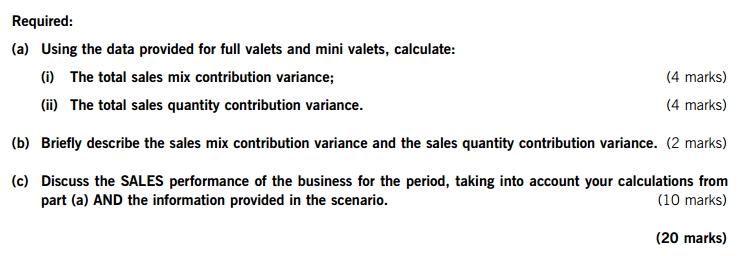 Required:
(a) Using the data provided for full valets and mini valets, calculate:
(i) The total sales mix contribution variance; (4 marks)
(ii) The total sales quantity contribution variance. (4 marks)
(b) Briefly describe the sales mix contribution variance and the sales quantity contribution variance. (2 marks)
(c) Discuss the SALES performance of the business for the period, taking into account your calculations from
part (a) AND the information provided in the scenario. (10 marks)
(20 marks)